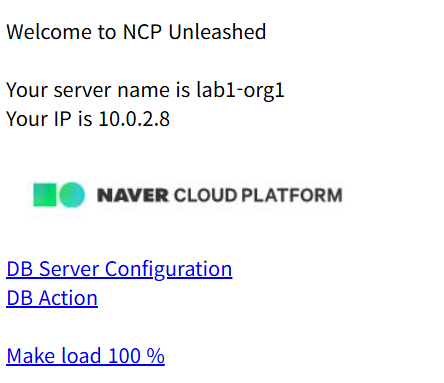 Welcome to NCP Unleashed
Your server name is lab1-org1
Your IP is 10.0.2.8
NAVER CLOUD PLATFORM
DB Server Configuration
DB Action
Make load 100 %